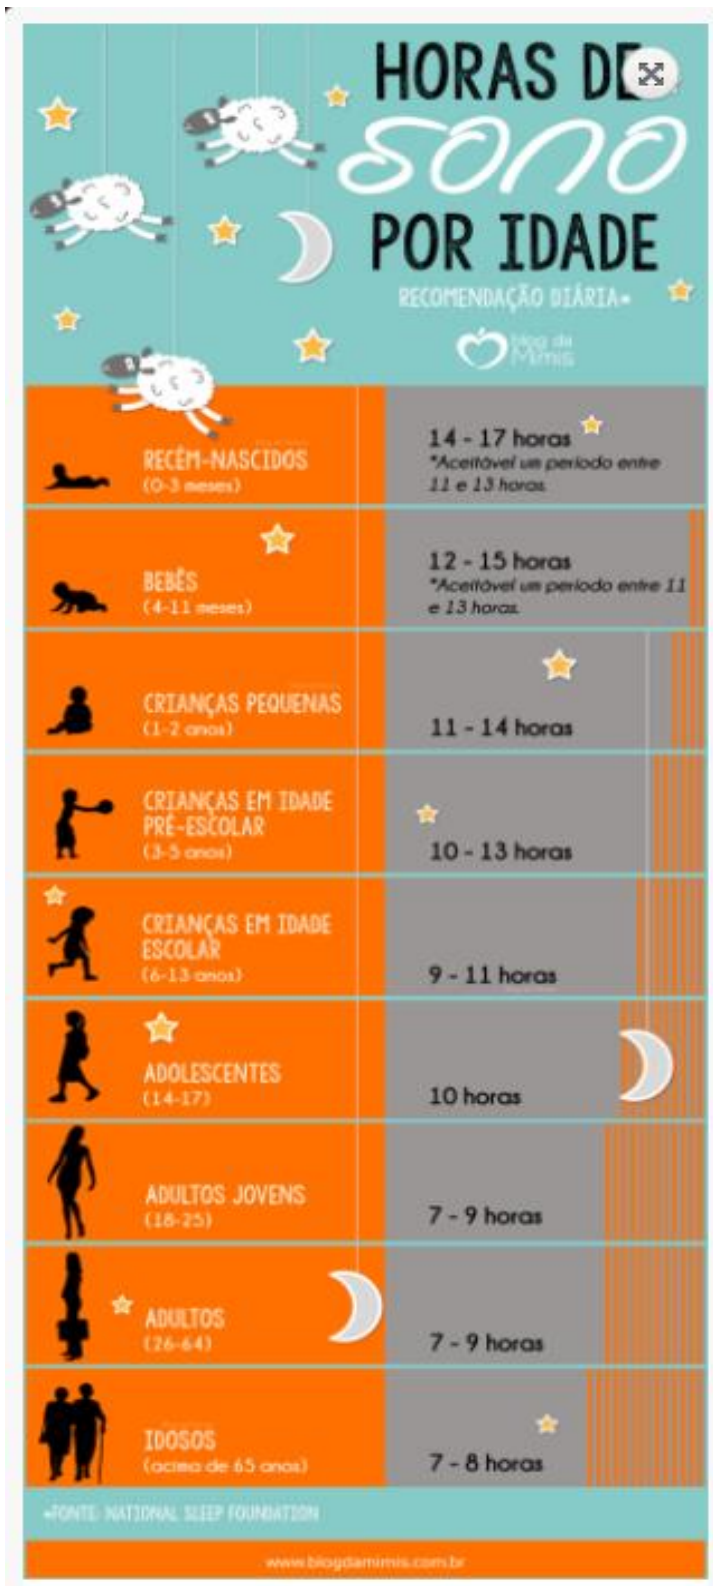 HORAS DE
SONO
POR IDADE
RECOMENDAÇÃO DIÁRIA*
blog da
Mimis
RECÉM-NASCIDOS
(0-3 meses)
14 - 17 horas
*Aceitável um período entre
11 e 13 horas.
BEBÊS
(4-11 meses)
12 - 15 horas
*Aceitável um período entre 11
e 13 horas.
CRIANÇAS PEQUENAS
(1-2 anos)
11 - 14 horas
CRIANÇAS EM IDADE
PRÉ-ESCOLAR
(3-5 anos)
10 - 13 horas
CRIANÇAS EM IDADE
ESCOLAR
(6-13 anos)
9 - 11 horas
ADOLESCENTES
(14-17)
10 horas
ADULTOS JOVENS
(18-25)
7 - 9 horas
ADULTOS
(26-64)
7 - 9 horas
IDOSOS
(acima de 65 anos)
7 - 8 horas
*FONTE: NATIONAL SLEEP FOUNDATION
www.blogdamimis.com.br